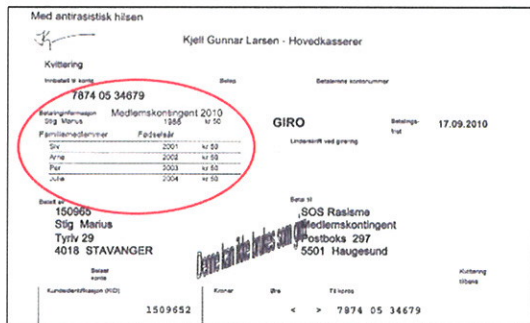 Med antirasistisk hilsen
Kjell Gunnar Larsen - Hovedkasserer
Kvittering
Innbetalt til konto Beløp Betalerens kontonummer
7874 05 34679
Betalingsinformasjon Medlemskontingent 2010
Stig Marius 1965 kr 50
Familiemedlemmer Fødselsår
Siv 2001 kr 50
Arne 2002 kr 50
Per 2003 kr 50
Julie 2004 kr 50
GIRO Betalings-
frist 17.09.2010
Underskrift ved girering
Betalt av
150965
Stig Marius
Tyriv 29
4018 STAVANGER
Betal til
SOS Rasisme
Medlemskontingent
Postboks 297
5501 Haugesund
Denne kan ikke brukes som giro
Belast
konto
Kvittering
tilbake
Kundeidentifikasjon (KID) Kroner Øre Til konto
1509652 < > 7874 05 34679